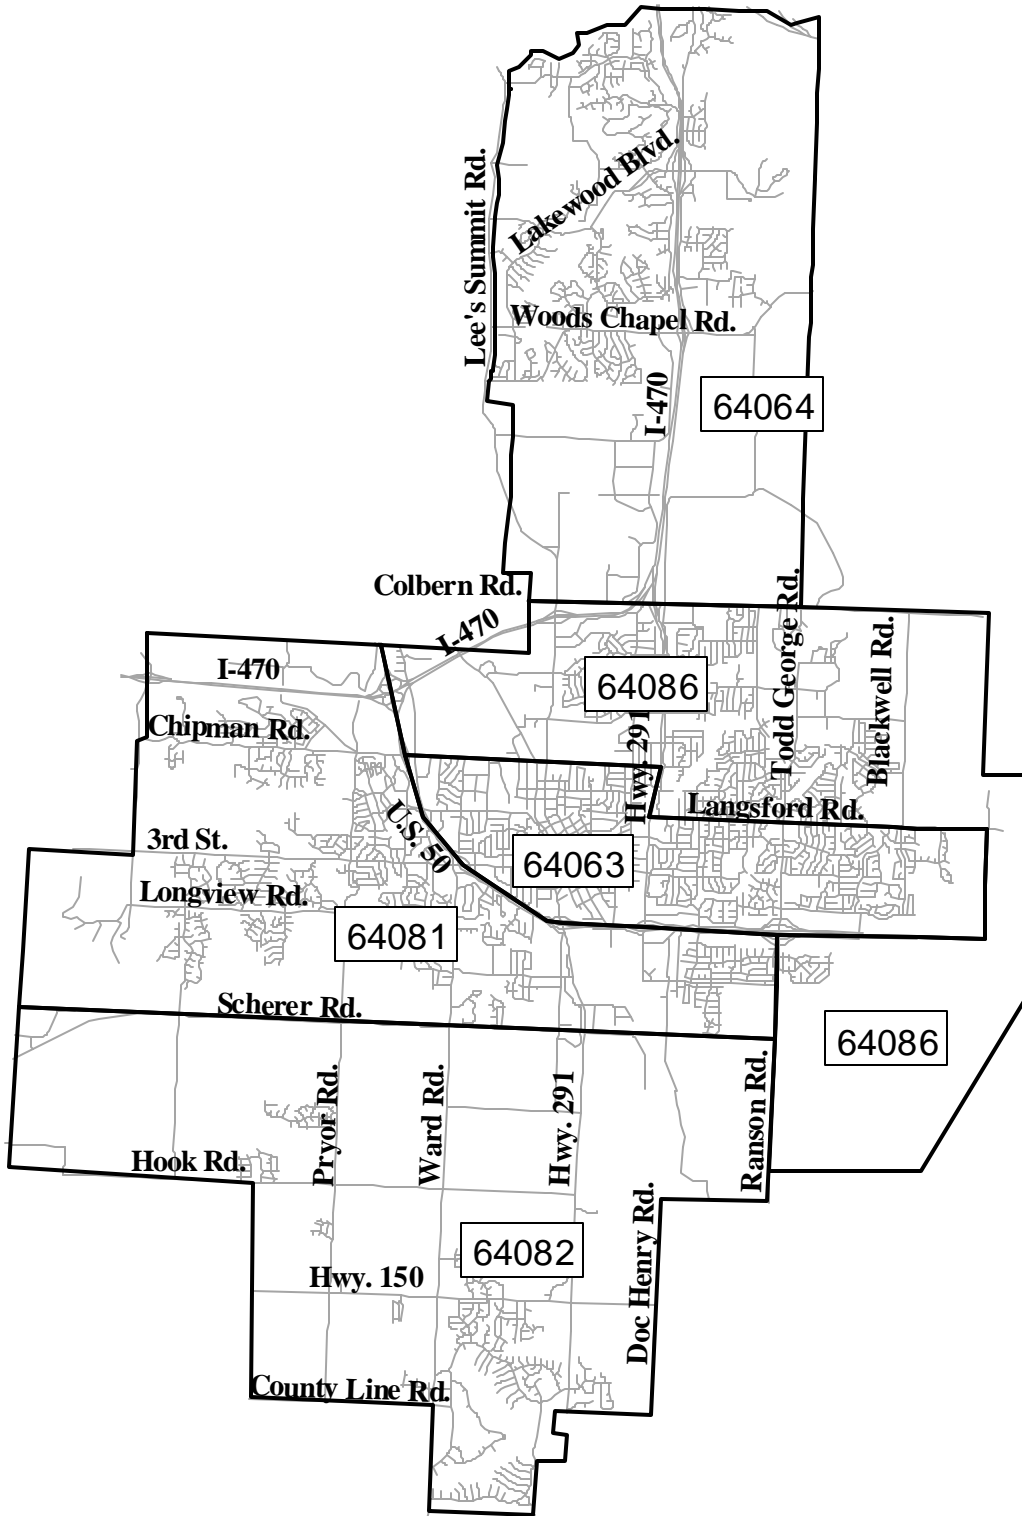 Lakewood Blvd.
Lee's Summit Rd.
Woods Chapel Rd.
I-470
64064
Colbern Rd.
I-470
I-470
64086
Todd George Rd.
Blackwell Rd.
Chipman Rd.
Hwy. 291
Langsford Rd.
U.S. 50
3rd St.
64063
Longview Rd.
64081
Scherer Rd.
64086
Pryor Rd.
Ward Rd.
Hwy. 291
Ranson Rd.
Hook Rd.
64082
Doc Henry Rd.
Hwy. 150
County Line Rd.